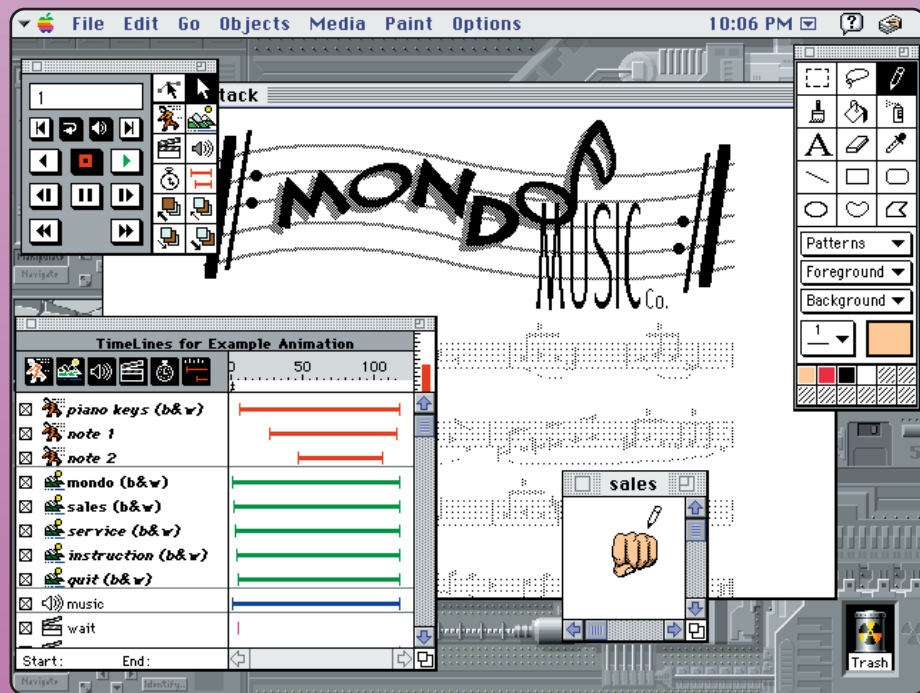 File Edit Go Objects Media Paint Options 10:06 PM
1
tack
MONDO
MUSIC Co.
A
Patterns
Foreground
Background
1
Navigate
TimeLines for Example Animation
50 100
piano keys (b&w)
note 1
note 2
mondo (b&w)
sales (b&w)
service (b&w)
instruction (b&w)
quit (b&w)
music
wait
Start: End:
sales
Trash
Navigate
Identify..